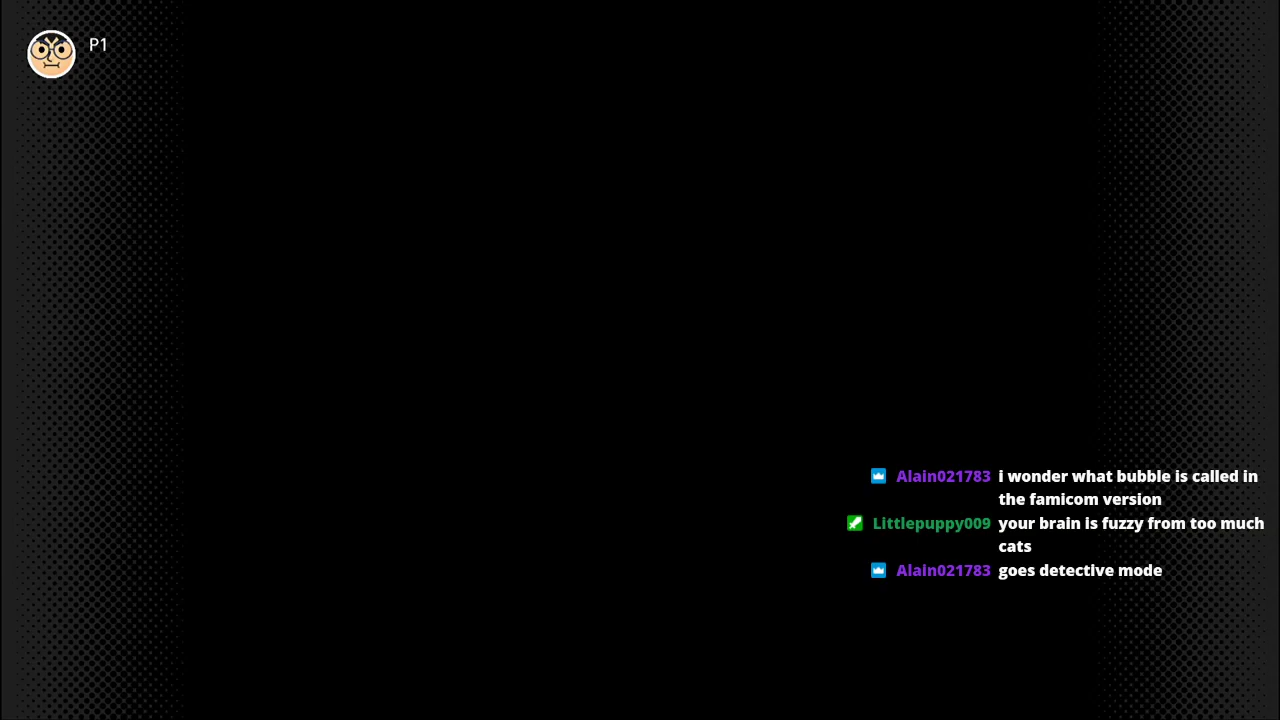 P1
Alain021783 i wonder what bubble is called in
the famicom version
Littlepuppy009 your brain is fuzzy from too much
cats
Alain021783 goes detective mode